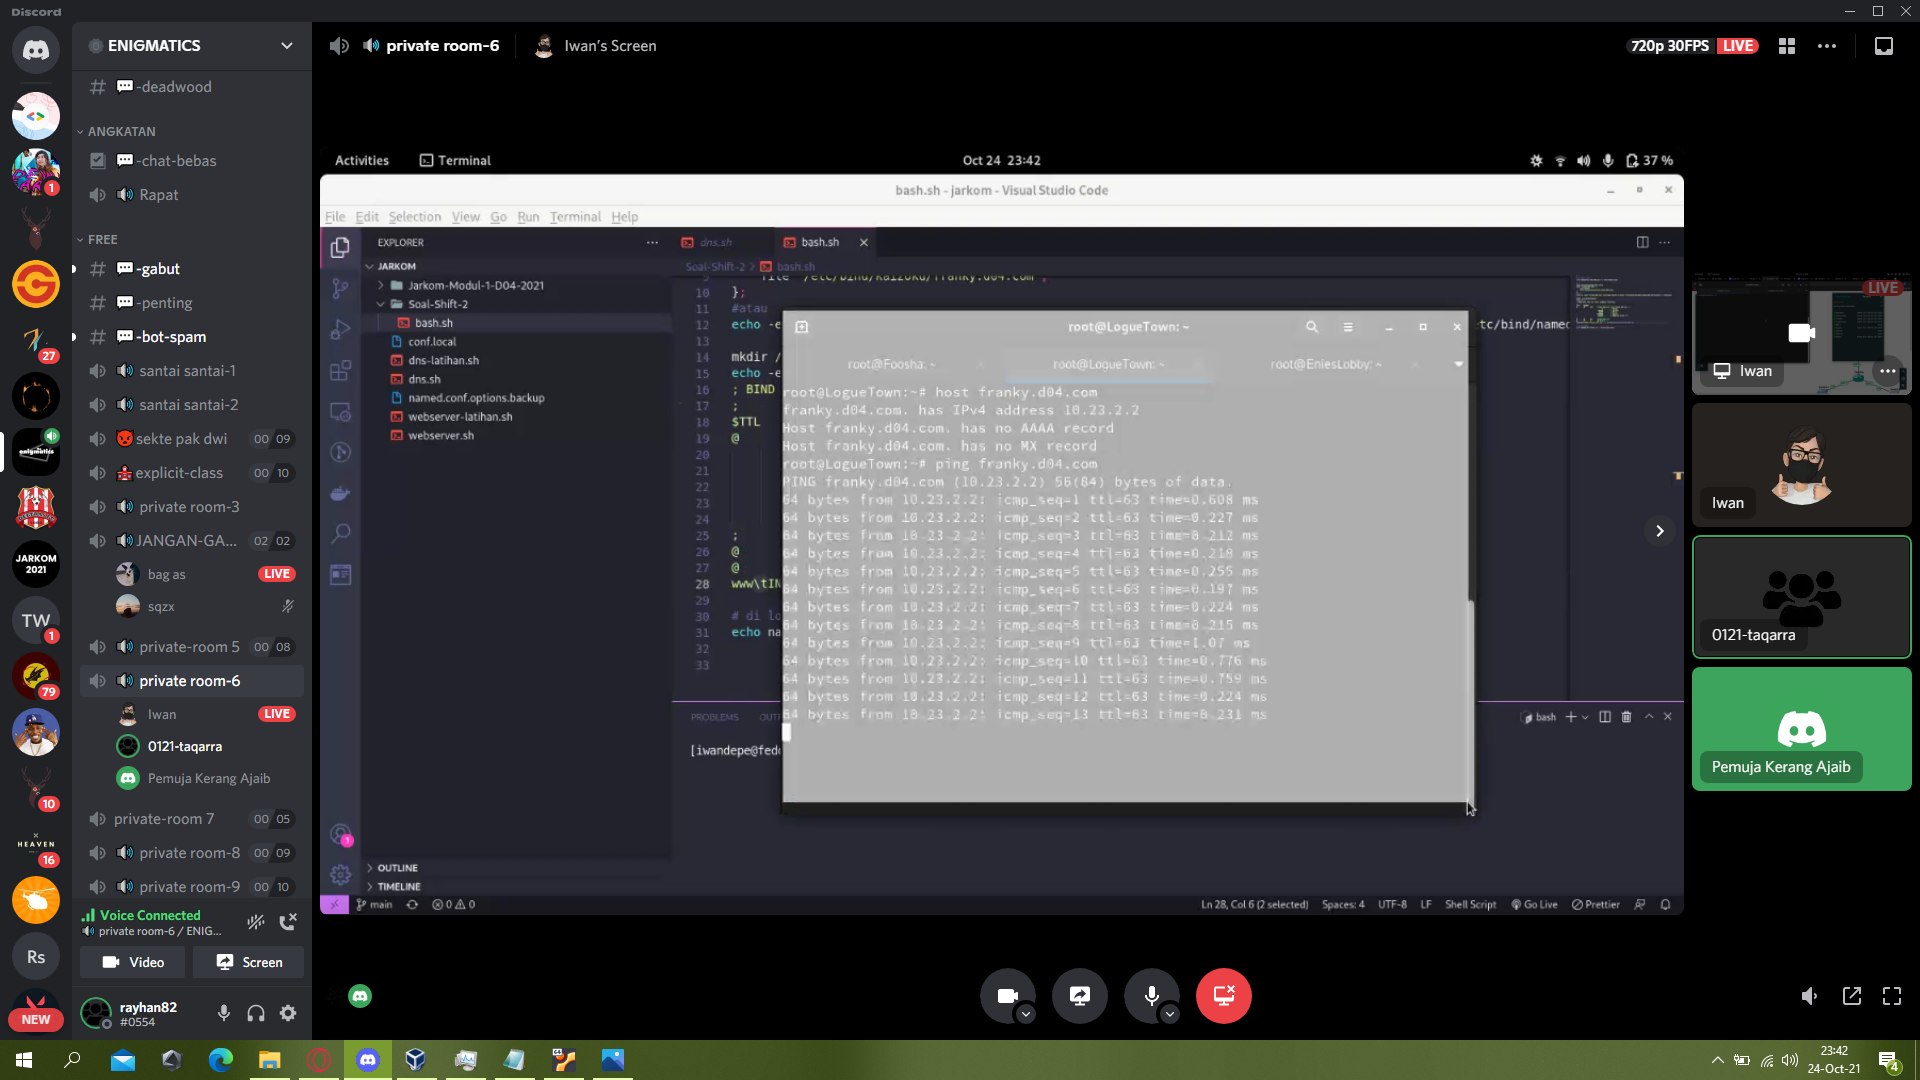 Discord
ENIGMATICS
-deadwood
ANGKATAN
-chat-bebas
Rapat
FREE
-gabut
-penting
-bot-spam
santai santai-1
santai santai-2
sekte pak dwi 00 09
explicit-class 00 10
private room-3
JANGAN-GA... 02 02
bag as LIVE
sqzx
private-room 5 00 08
private room-6
Iwan LIVE
0121-taqarra
Pemuja Kerang Ajaib
private-room 7 00 05
private room-8 00 09
private room-9 00 10
Voice Connected
private room-6 / ENIG...
Video Screen
rayhan82
#0554
1
27
enigmatics
JARKOM
2021
TW
1
79
10
HEAVEN
16
Rs
NEW
private room-6 Iwan's Screen
720p 30FPS LIVE
Activities Terminal Oct 24 23:42 37 %
bash.sh - jarkom - Visual Studio Code
File Edit Selection View Go Run Terminal Help
EXPLORER
JARKOM
Jarkom-Modul-1-D04-2021
Soal-Shift-2
bash.sh
conf.local
dns-latihan.sh
dns.sh
named.conf.options.backup
webserver-latihan.sh
webserver.sh
OUTLINE
TIMELINE
dns.sh bash.sh
Soal-Shift-2 > bash.sh
9 file "/etc/bind/kaizoku/franky.d04.com";
10 };
11 #atau
12 echo -e tc/bind/named
13
14 mkdir /
15 echo -e
16 ; BIND
17 ;
18 $TTL
19 @
20
21
22
23
24
25 ;
26 @
27 @
28 www\tIN
29
30 # di lo
31 echo na
32
33
PROBLEMS OUT
bash
[iwandepe@fedo
root@LogueTown:~
root@Foosha: ~ root@LogueTown: ~ root@EniesLobby: ~
root@LogueTown:~# host franky.d04.com
franky.d04.com. has IPv4 address 10.23.2.2
Host franky.d04.com. has no AAAA record
Host franky.d04.com. has no MX record
root@LogueTown:~# ping franky.d04.com
PING franky.d04.com (10.23.2.2) 56(84) bytes of data.
64 bytes from 10.23.2.2: icmp_seq=1 ttl=63 time=0.608 ms
64 bytes from 10.23.2.2: icmp_seq=2 ttl=63 time=0.227 ms
64 bytes from 10.23.2.2: icmp_seq=3 ttl=63 time=0.212 ms
64 bytes from 10.23.2.2: icmp_seq=4 ttl=63 time=0.218 ms
64 bytes from 10.23.2.2: icmp_seq=5 ttl=63 time=0.255 ms
64 bytes from 10.23.2.2: icmp_seq=6 ttl=63 time=0.197 ms
64 bytes from 10.23.2.2: icmp_seq=7 ttl=63 time=0.224 ms
64 bytes from 10.23.2.2: icmp_seq=8 ttl=63 time=0.215 ms
64 bytes from 10.23.2.2: icmp_seq=9 ttl=63 time=1.07 ms
64 bytes from 10.23.2.2: icmp_seq=10 ttl=63 time=0.776 ms
64 bytes from 10.23.2.2: icmp_seq=11 ttl=63 time=0.759 ms
64 bytes from 10.23.2.2: icmp_seq=12 ttl=63 time=0.224 ms
64 bytes from 10.23.2.2: icmp_seq=13 ttl=63 time=0.231 ms
main 0 0 Ln 28, Col 6 (2 selected) Spaces: 4 UTF-8 LF Shell Script Go Live Prettier
LIVE
Iwan
Iwan
0121-taqarra
Pemuja Kerang Ajaib
23:42
24-Oct-21
4